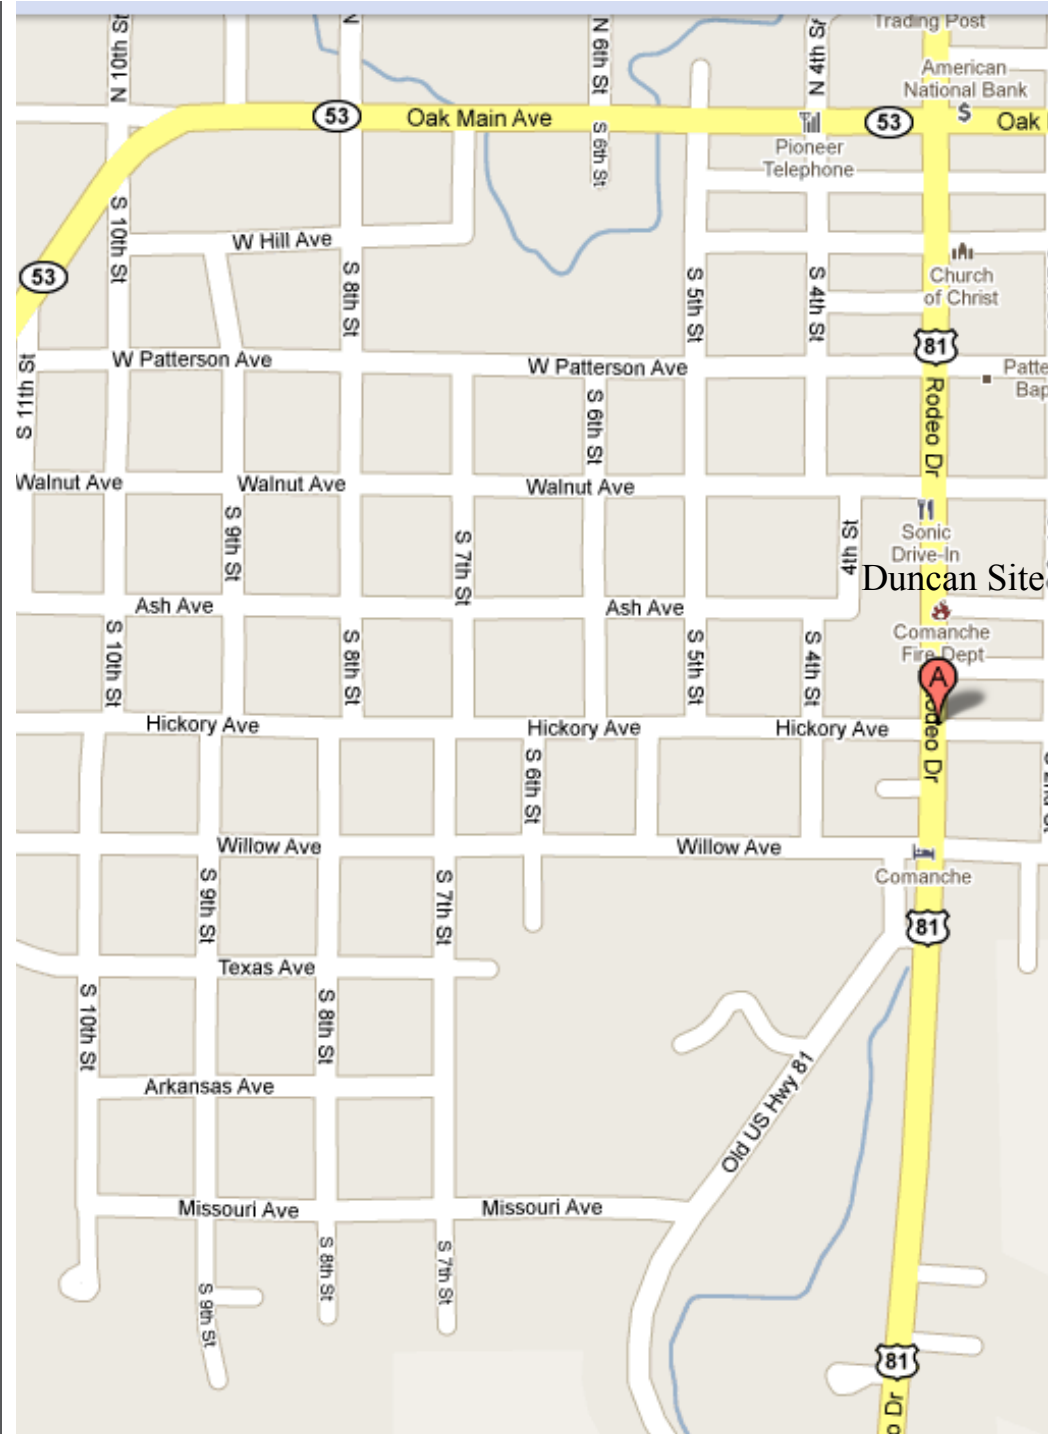 N 10th St
N
N 6th St
N 4th St
Trading Post
American
National Bank
$
53
Oak Main Ave
53
Oak
S 6th St
Pioneer
Telephone
S 10th St
W Hill Ave
53
S 8th St
S 5th St
S 4th St
Church
of Christ
81
W Patterson Ave
W Patterson Ave
Patte
Bap
S 11th St
S 6th St
Rodeo Dr
Walnut Ave
Walnut Ave
Walnut Ave
S 9th St
S 7th St
4th St
Sonic
Drive-In
Duncan Site
Ash Ave
Ash Ave
Comanche
Fire Dept
S 10th St
S 8th St
S 5th St
S 4th St
A
Hickory Ave
Hickory Ave
Hickory Ave
Rodeo Dr
S 6th St
S 2nd St
Willow Ave
Willow Ave
Comanche
S 9th St
S 7th St
81
Texas Ave
S 10th St
S 8th St
Arkansas Ave
Old US Hwy 81
Missouri Ave
Missouri Ave
S 9th St
S 8th St
S 7th St
81
o Dr